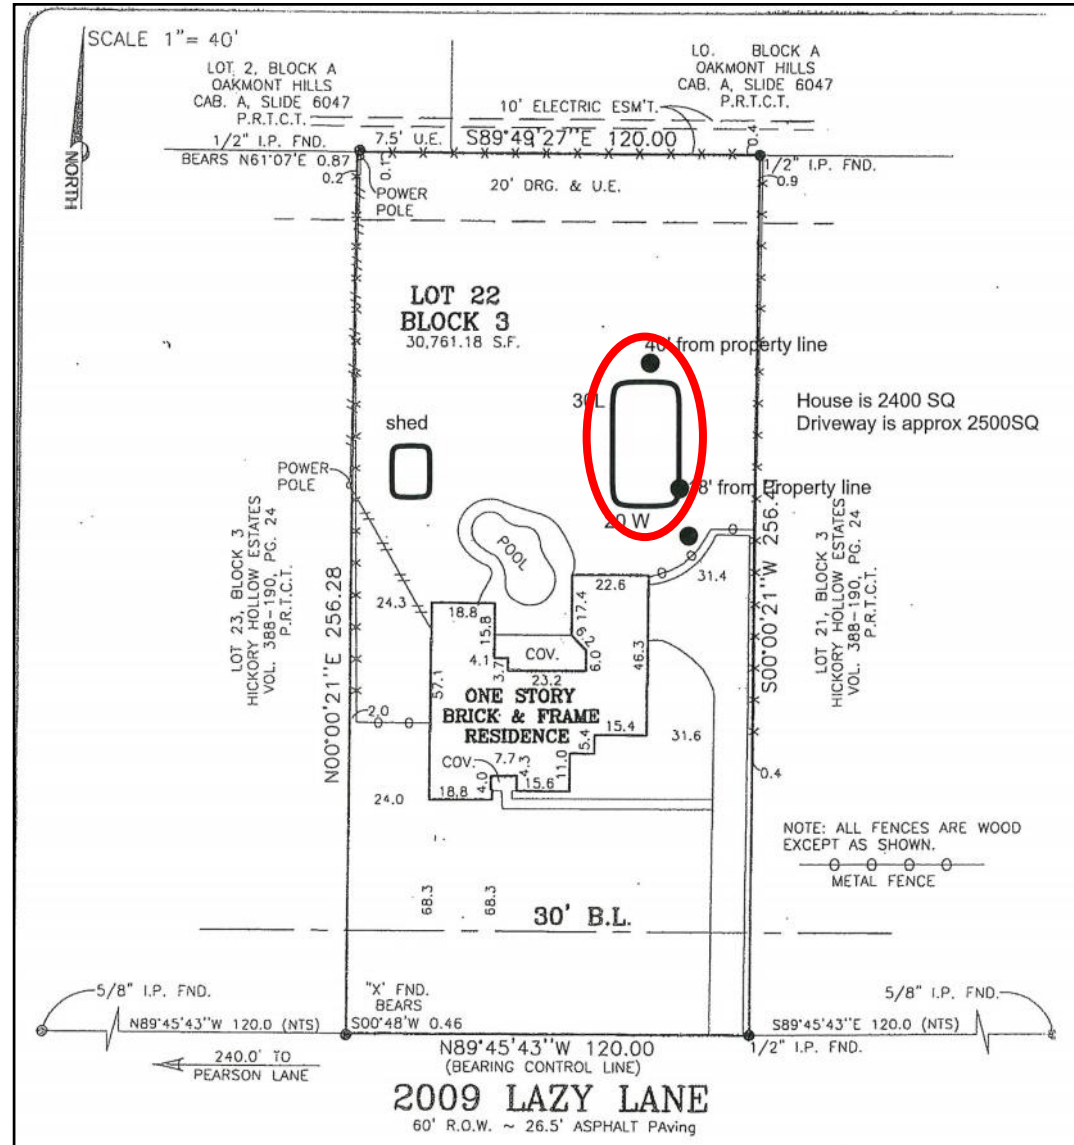 SCALE 1"= 40'
LOT 2, BLOCK A
OAKMONT HILLS
CAB. A, SLIDE 6047
P.R.T.C.T.
LO. BLOCK A
OAKMONT HILLS
CAB. A, SLIDE 6047
P.R.T.C.T.
10' ELECTRIC ESM'T.
1/2" I.P. FND.
7.5' U.E.
S89°49'27"E 120.00
0.4
NORTH
BEARS N61°07'E 0.87
0.2
0.1
POWER
POLE
20' DRG. & U.E.
1/2" I.P. FND.
0.9
LOT 22
BLOCK 3
30,761.18 S.F.
40' from property line
30L
House is 2400 SQ
Driveway is approx 2500SQ
shed
POWER
POLE
18' from Property line
20 W
LOT 23, BLOCK 3
HICKORY HOLLOW ESTATES
VOL. 388-190, PG. 24
P.R.T.C.T.
N00°00'21"E 256.28
POOL
S00°00'21"W 256.4
LOT 21, BLOCK 3
HICKORY HOLLOW ESTATES
VOL. 388-190, PG. 24
P.R.T.C.T.
31.4
22.6
24.3
18.8
17.4
15.8
COV.
6.0
46.3
4.1
3.7
23.2
57.1
ONE STORY
BRICK & FRAME
RESIDENCE
2.0
15.4
5.4
31.6
COV.
7.7
4.3
11.0
4.0
15.6
0.4
24.0
18.8
NOTE: ALL FENCES ARE WOOD
EXCEPT AS SHOWN.
METAL FENCE
68.3
68.3
30' B.L.
5/8" I.P. FND.
"X" FND.
BEARS
S00°48'W 0.46
5/8" I.P. FND.
N89°45'43"W 120.0 (NTS)
S89°45'43"E 120.0 (NTS)
1/2" I.P. FND.
N89°45'43"W 120.00
(BEARING CONTROL LINE)
240.0' TO
PEARSON LANE
2009 LAZY LANE
60' R.O.W. ~ 26.5' ASPHALT PAving